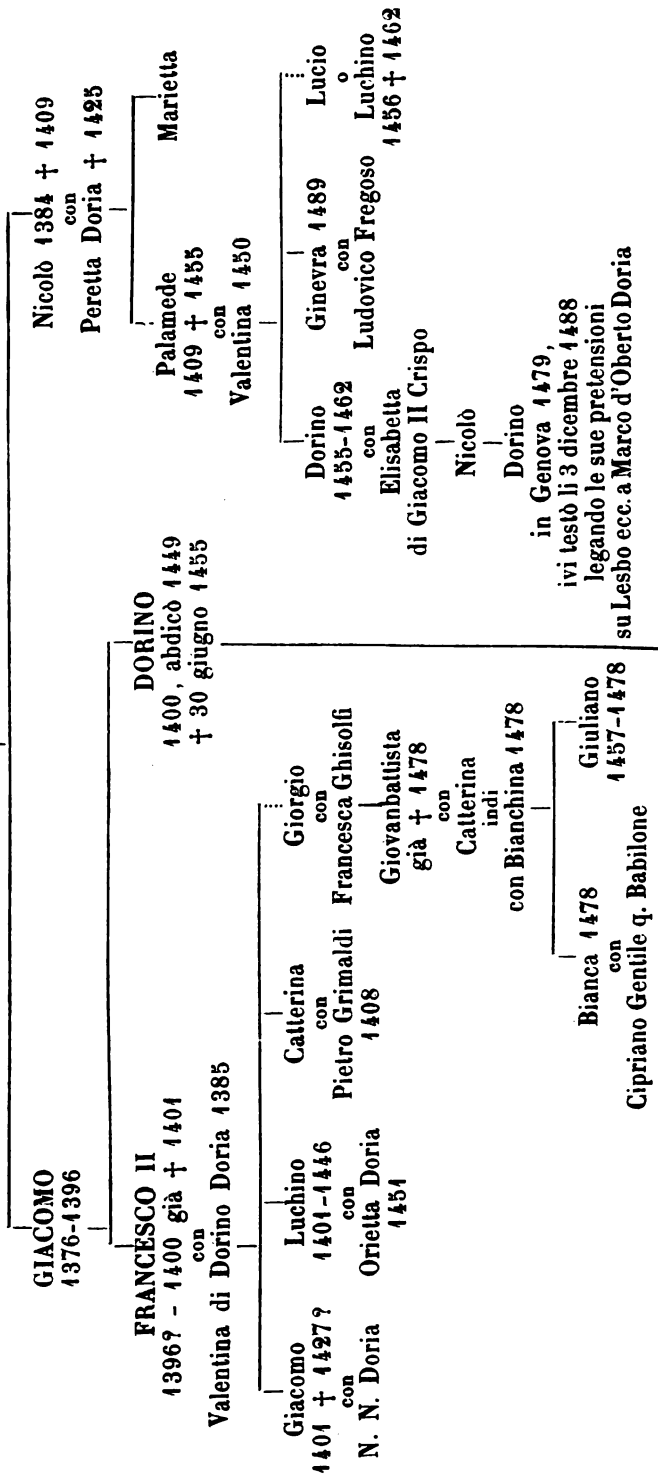 GIACOMO
1376-1396
Nicolò 1384 † 1409
con
Peretta Doria † 1425
FRANCESCO II
1396? - 1400 già † 1401
con
Valentina di Dorino Doria 1385
DORINO
1400, abdicò 1449
† 30 giugno 1455
Palamede
1409 † 1455
con
Valentina 1450
Marietta
Giacomo
1401 † 1427?
con
N. N. Doria
Luchino
1401-1446
con
Orietta Doria
1451
Catterina
con
Pietro Grimaldi
1408
Giorgio
con
Francesca Ghisolfi
Giovanbattista
già † 1478
con
Catterina
indi
con Bianchina 1478
Bianca 1478
con
Cipriano Gentile q. Babilone
Giuliano
1457-1478
Dorino
1455-1462
con
Elisabetta
di Giacomo II Crispo
Nicolò
Dorino
in Genova 1479,
ivi testò li 3 dicembre 1488
legando le sue pretensioni
su Lesbo ecc. a Marco d'Oberto Doria
Ginevra 1489
con
Ludovico Fregoso
Lucio
o
Luchino
1456 † 1462